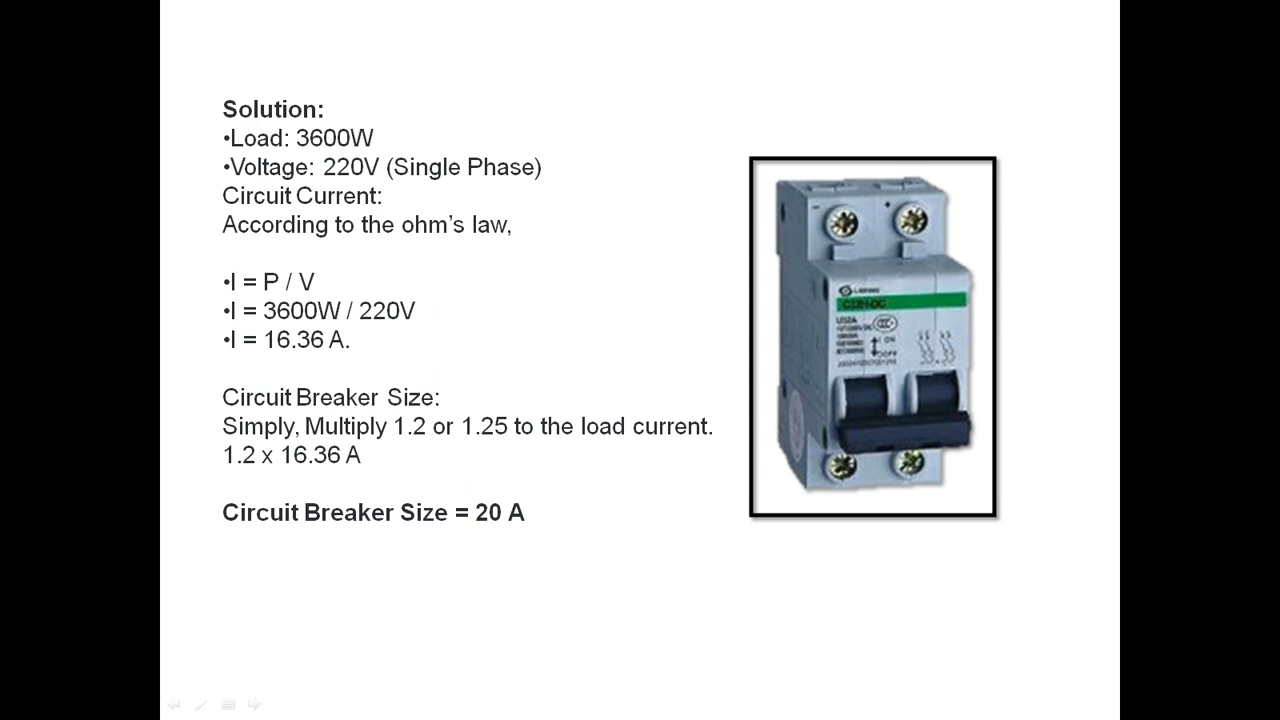 Solution:
•Load: 3600W
•Voltage: 220V (Single Phase)
Circuit Current:
According to the ohm’s law,
•I = P / V
•I = 3600W / 220V
•I = 16.36 A.
Circuit Breaker Size:
Simply, Multiply 1.2 or 1.25 to the load current.
1.2 x 16.36 A
Circuit Breaker Size = 20 A
ON
OFF